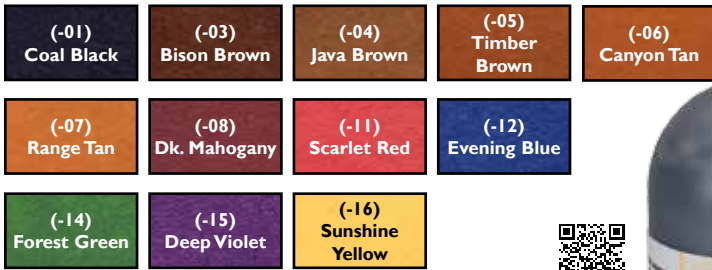 (-01)
Coal Black
(-03)
Bison Brown
(-04)
Java Brown
(-05)
Timber
Brown
(-06)
Canyon Tan
(-07)
Range Tan
(-08)
Dk. Mahogany
(-11)
Scarlet Red
(-12)
Evening Blue
(-14)
Forest Green
(-15)
Deep Violet
(-16)
Sunshine
Yellow